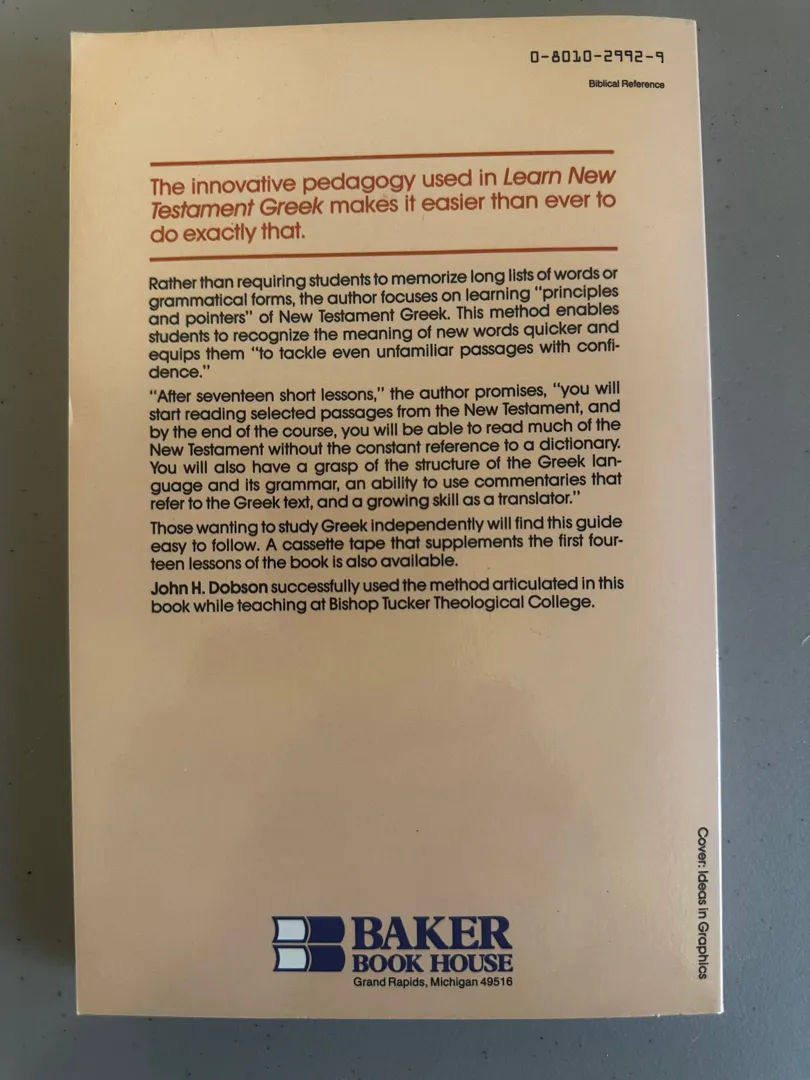 0-8010-2992-9
Biblical Reference
The innovative pedagogy used in Learn New
Testament Greek makes it easier than ever to
do exactly that.
Rather than requiring students to memorize long lists of words or
grammatical forms, the author focuses on learning "principles
and pointers" of New Testament Greek. This method enables
students to recognize the meaning of new words quicker and
equips them "to tackle even unfamiliar passages with confi-
dence."
"After seventeen short lessons," the author promises, "you will
start reading selected passages from the New Testament, and
by the end of the course, you will be able to read much of the
New Testament without the constant reference to a dictionary.
You will also have a grasp of the structure of the Greek lan-
guage and its grammar, an ability to use commentaries that
refer to the Greek text, and a growing skill as a translator."
Those wanting to study Greek independently will find this guide
easy to follow. A cassette tape that supplements the first four-
teen lessons of the book is also available.
John H. Dobson successfully used the method articulated in this
book while teaching at Bishop Tucker Theological College.
Cover: Ideas in Graphics
BAKER
BOOK HOUSE
Grand Rapids, Michigan 49516